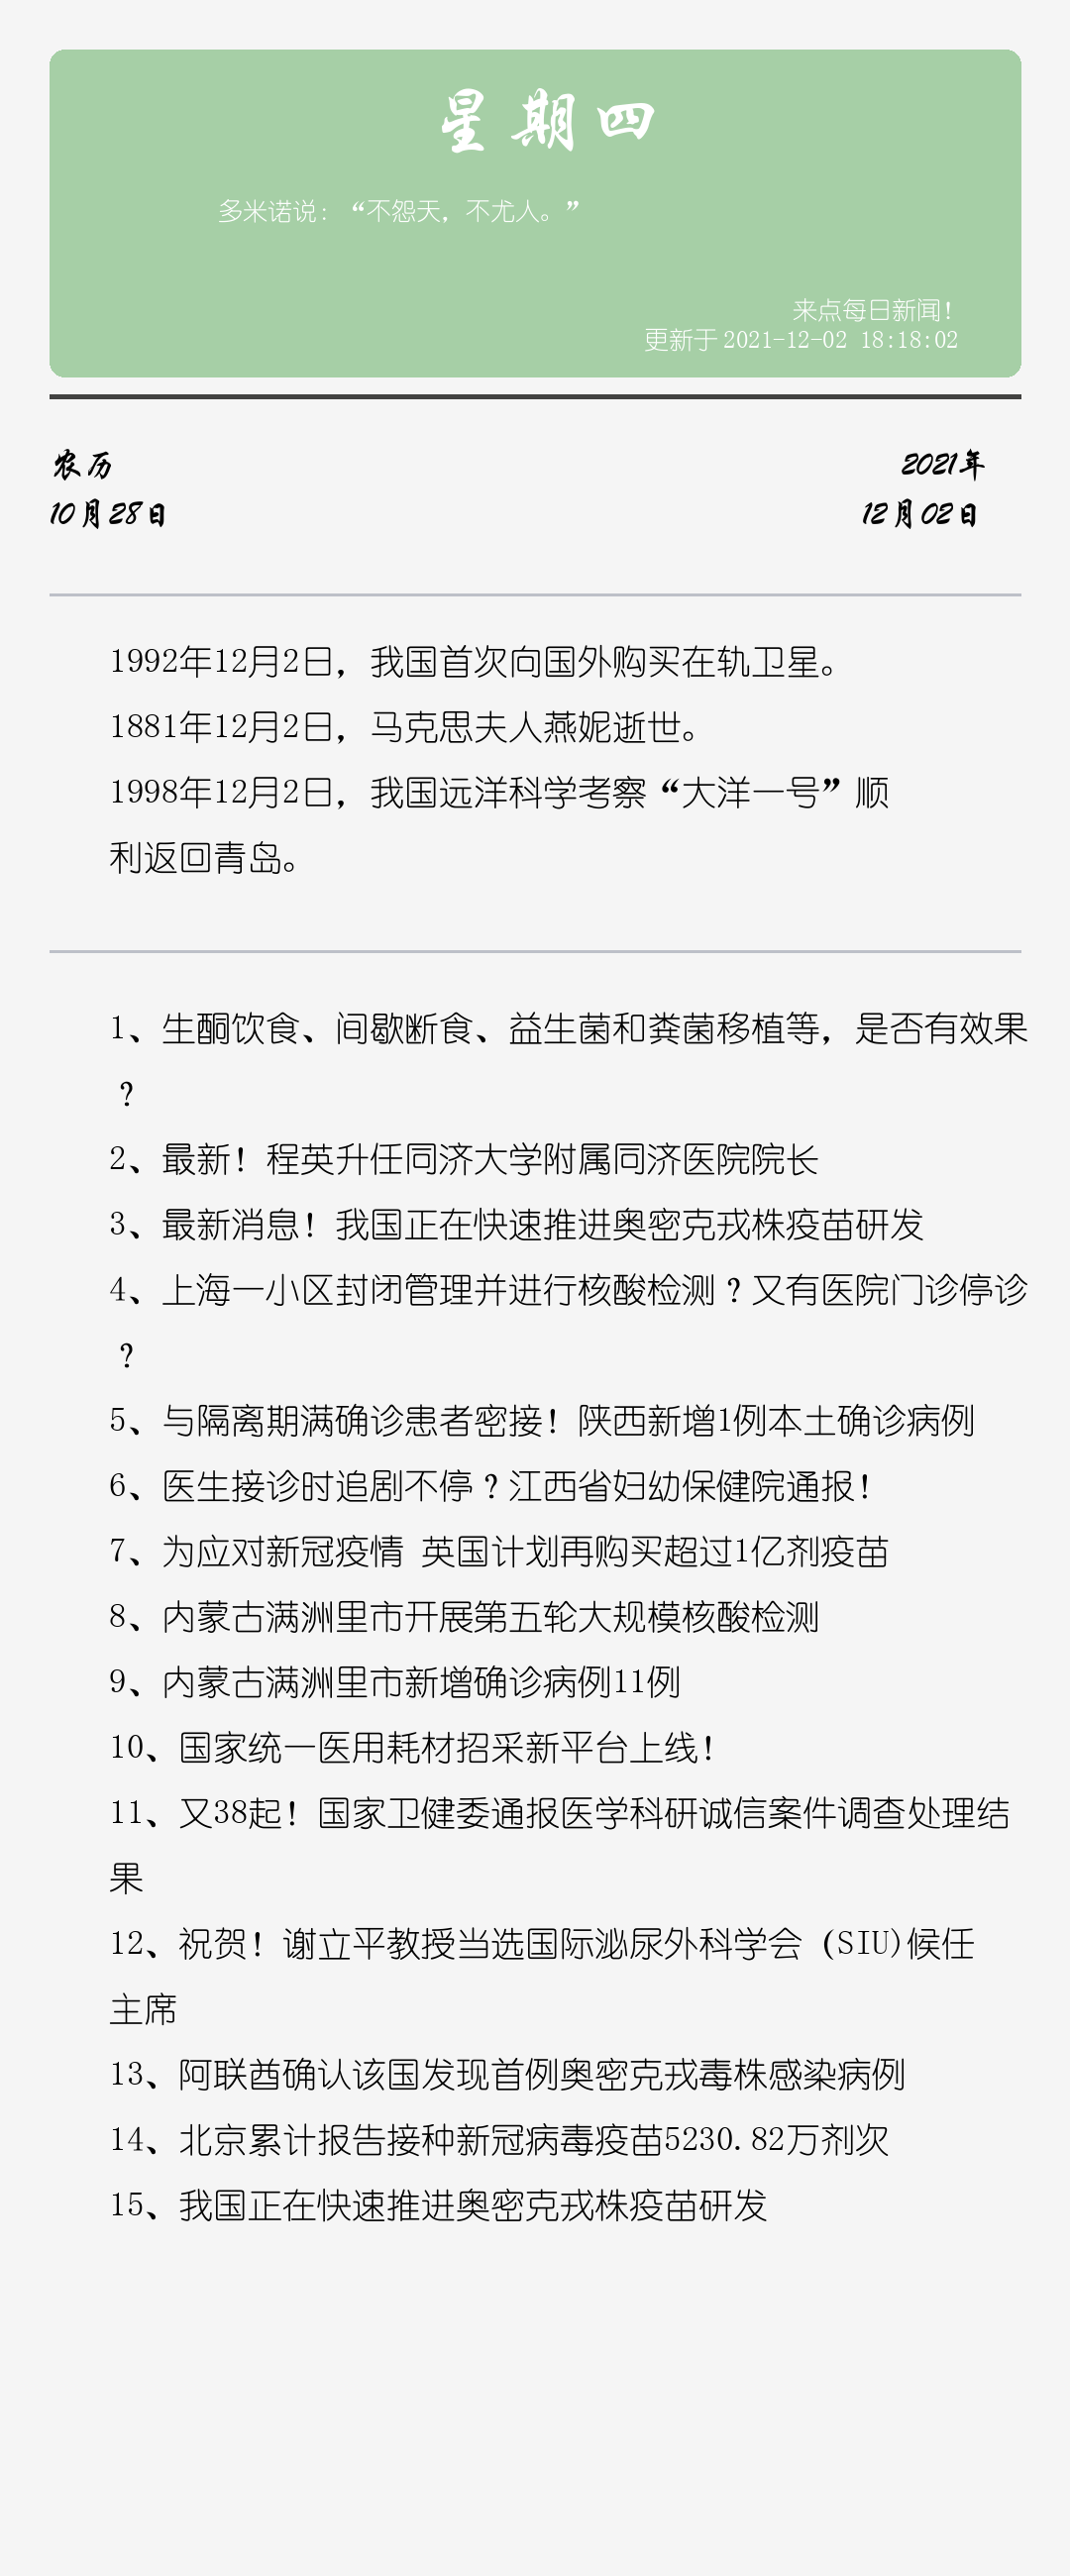 星期四
多米诺说：“不怨天，不尤人。”
来点每日新闻！
更新于 2021-12-02 18:18:02
农历
2021年
10月28日
12月02日
1992年12月2日，我国首次向国外购买在轨卫星。
1881年12月2日，马克思夫人燕妮逝世。
1998年12月2日，我国远洋科学考察“大洋一号”顺
利返回青岛。
1、生酮饮食、间歇断食、益生菌和粪菌移植等，是否有效果
？
2、最新！程英升任同济大学附属同济医院院长
3、最新消息！我国正在快速推进奥密克戎株疫苗研发
4、上海一小区封闭管理并进行核酸检测？又有医院门诊停诊
？
5、与隔离期满确诊患者密接！陕西新增1例本土确诊病例
6、医生接诊时追剧不停？江西省妇幼保健院通报！
7、为应对新冠疫情 英国计划再购买超过1亿剂疫苗
8、内蒙古满洲里市开展第五轮大规模核酸检测
9、内蒙古满洲里市新增确诊病例11例
10、国家统一医用耗材招采新平台上线！
11、又38起！国家卫健委通报医学科研诚信案件调查处理结
果
12、祝贺！谢立平教授当选国际泌尿外科学会（SIU)候任
主席
13、阿联酋确认该国发现首例奥密克戎毒株感染病例
14、北京累计报告接种新冠病毒疫苗5230.82万剂次
15、我国正在快速推进奥密克戎株疫苗研发